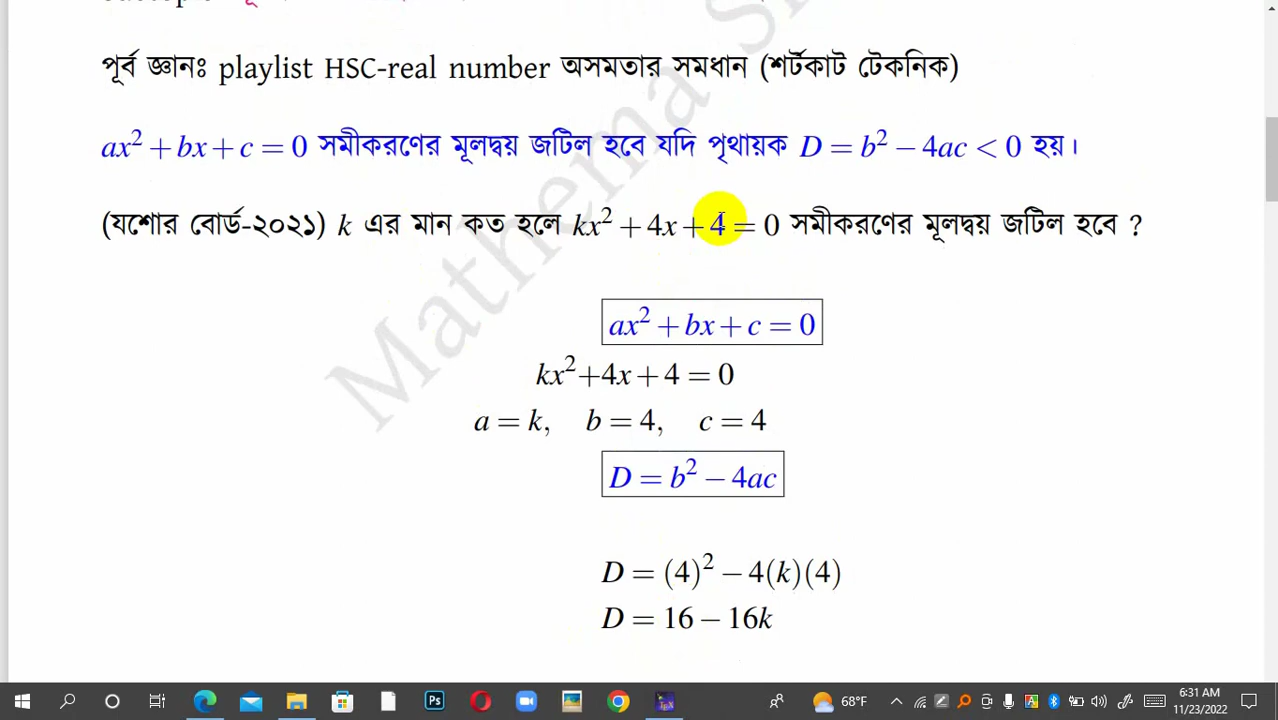 পূর্ব জ্ঞানঃ playlist HSC-real number অসমতার সমধান (শর্টকাট টেকনিক)
ax² + bx + c = 0 সমীকরণের মূলদ্বয় জটিল হবে যদি পৃথায়ক D = b² − 4ac < 0 হয়।
(যশোর বোর্ড-২০২১) k এর মান কত হলে kx² + 4x + 4 = 0 সমীকরণের মূলদ্বয় জটিল হবে ?
ax² + bx + c = 0
kx²+4x + 4 = 0
a = k, b = 4, c = 4
D = b² − 4ac
D = (4)² − 4(k)(4)
D = 16 − 16k
Mathema
68°F
6:31 AM
11/23/2022